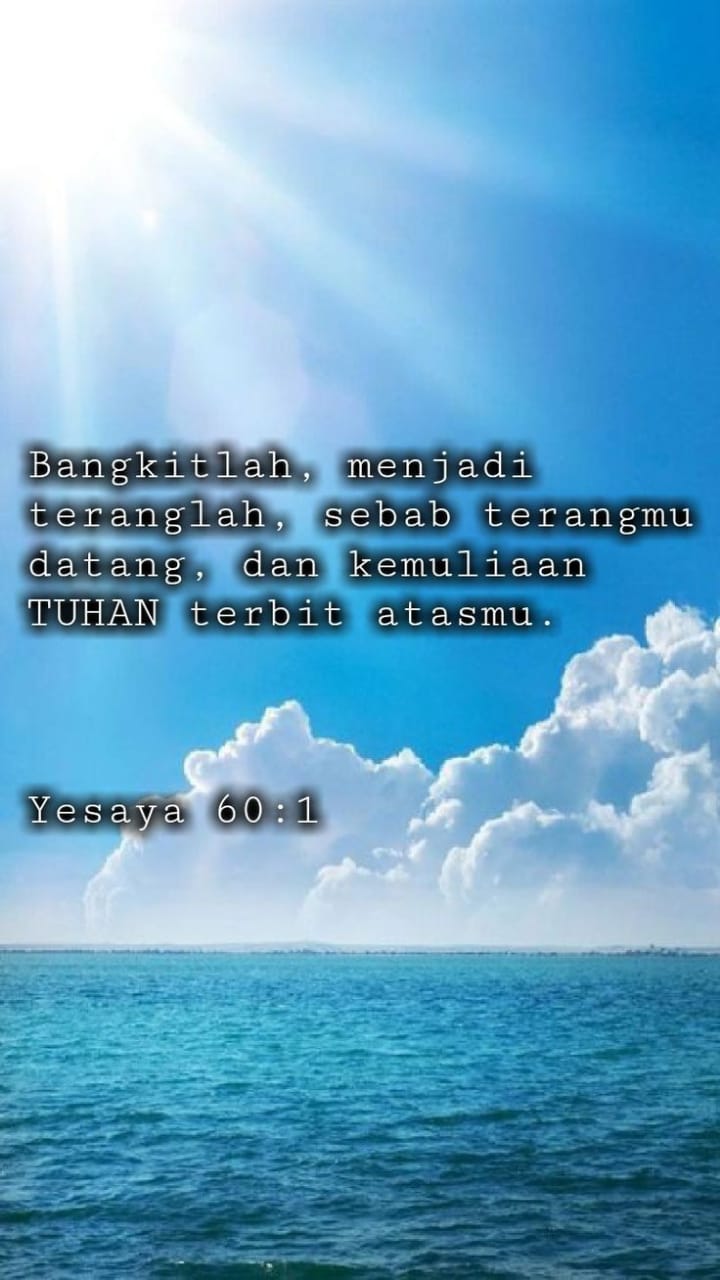 Bangkitlah, menjadi
teranglah, sebab terangmu
datang, dan kemuliaan
TUHAN terbit atasmu.
Yesaya 60:1